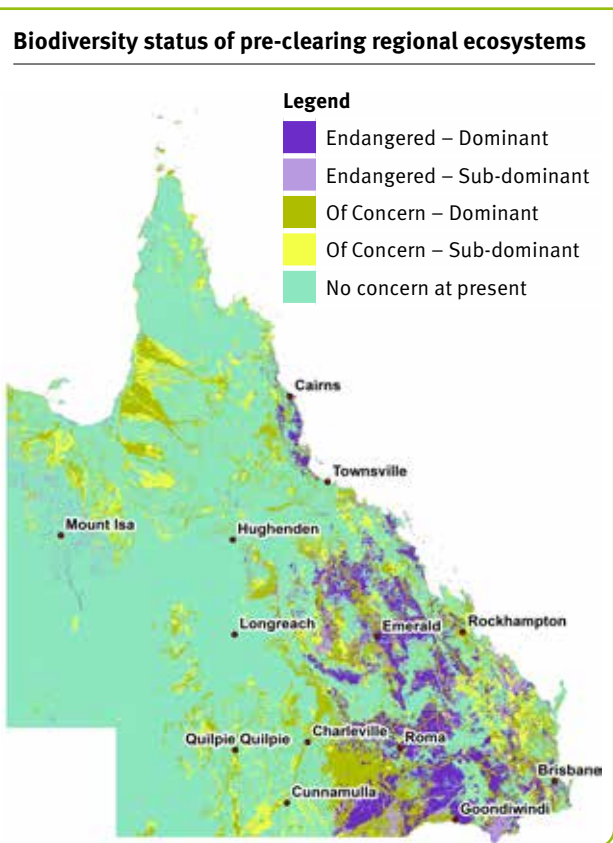 Biodiversity status of pre-clearing regional ecosystems
Legend
Endangered – Dominant
Endangered – Sub-dominant
Of Concern – Dominant
Of Concern – Sub-dominant
No concern at present
Cairns
Townsville
Mount Isa
Hughenden
Longreach
Emerald
Rockhampton
Quilpie Quilpie
Charleville
Roma
Brisbane
Cunnamulla
Goondiwindi